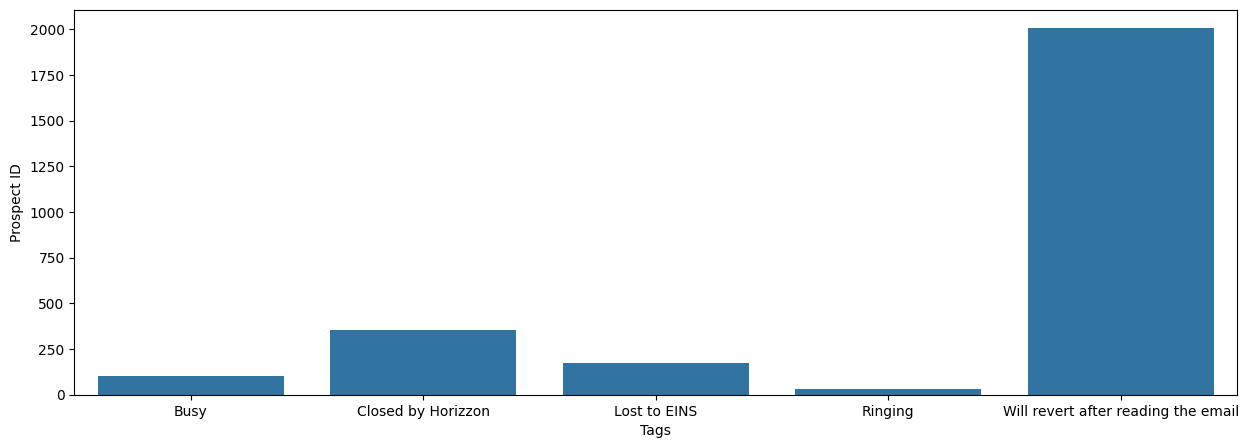 2000
1750
1500
1250
1000
750
500
250
0
Prospect ID
Busy
Closed by Horizzon
Lost to EINS
Ringing
Will revert after reading the email
Tags